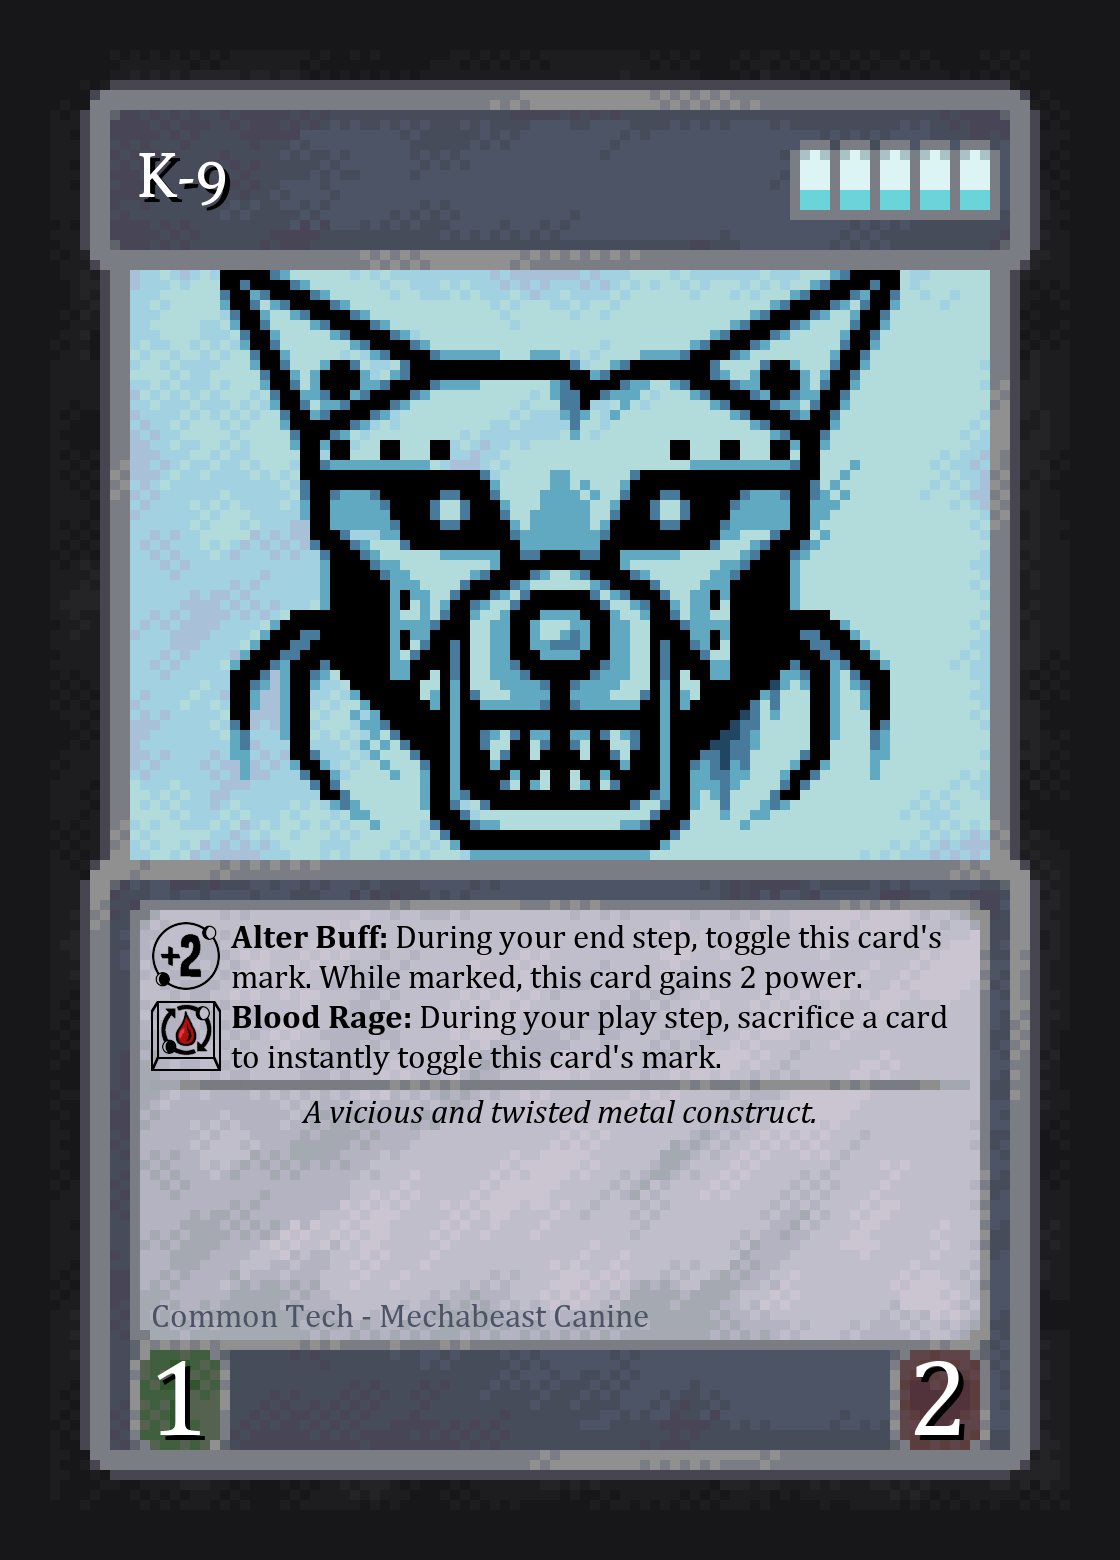 K-9
+2
Alter Buff: During your end step, toggle this card's
mark. While marked, this card gains 2 power.
Blood Rage: During your play step, sacrifice a card
to instantly toggle this card's mark.
A vicious and twisted metal construct.
Common Tech - Mechabeast Canine
1
2